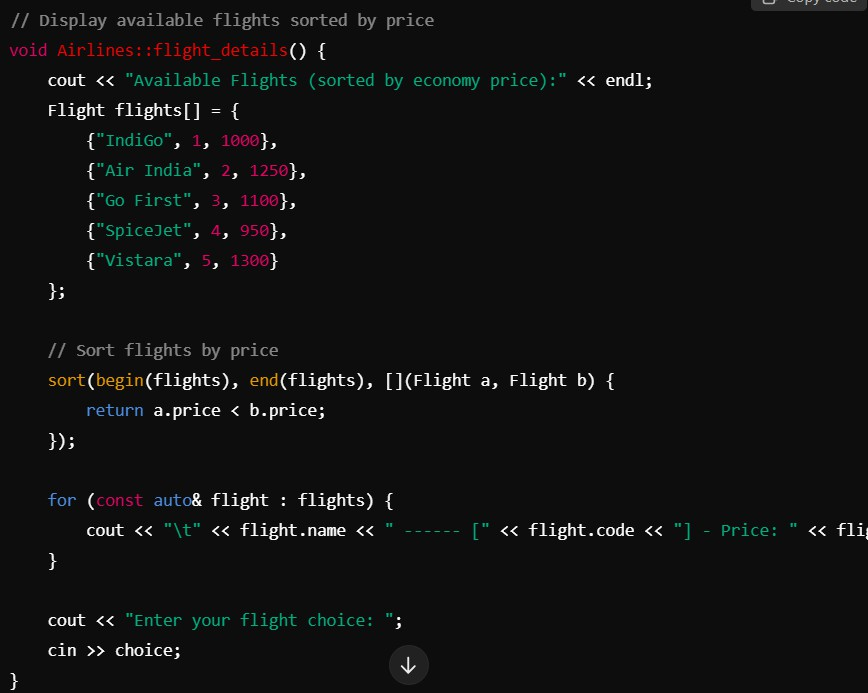 Copy code
// Display available flights sorted by price
void Airlines::flight_details() {
    cout << "Available Flights (sorted by economy price):" << endl;
    Flight flights[] = {
        {"IndiGo", 1, 1000},
        {"Air India", 2, 1250},
        {"Go First", 3, 1100},
        {"SpiceJet", 4, 950},
        {"Vistara", 5, 1300}
    };
    // Sort flights by price
    sort(begin(flights), end(flights), [](Flight a, Flight b) {
        return a.price < b.price;
    });
    for (const auto& flight : flights) {
        cout << "\t" << flight.name << " ------ [" << flight.code << "] - Price: " << flig
    }
    cout << "Enter your flight choice: ";
    cin >> choice;
}